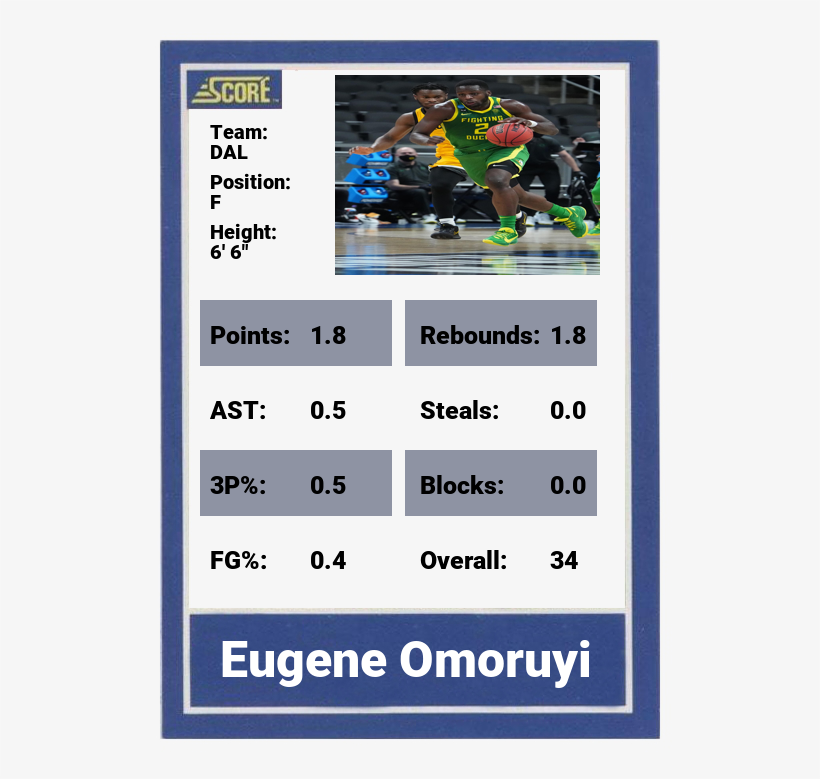 SCORE
™
Team:
DAL
Position:
F
Height:
6' 6"
FIGHTING
2
DUCKS
Points: 1.8
Rebounds: 1.8
AST: 0.5
Steals: 0.0
3P%: 0.5
Blocks: 0.0
FG%: 0.4
Overall: 34
Eugene Omoruyi